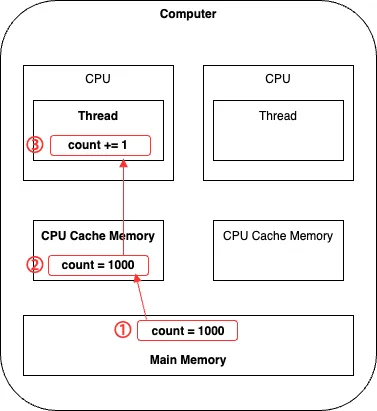 Computer
CPU
CPU
Thread
Thread
③ count += 1
CPU Cache Memory
CPU Cache Memory
② count = 1000
① count = 1000
Main Memory